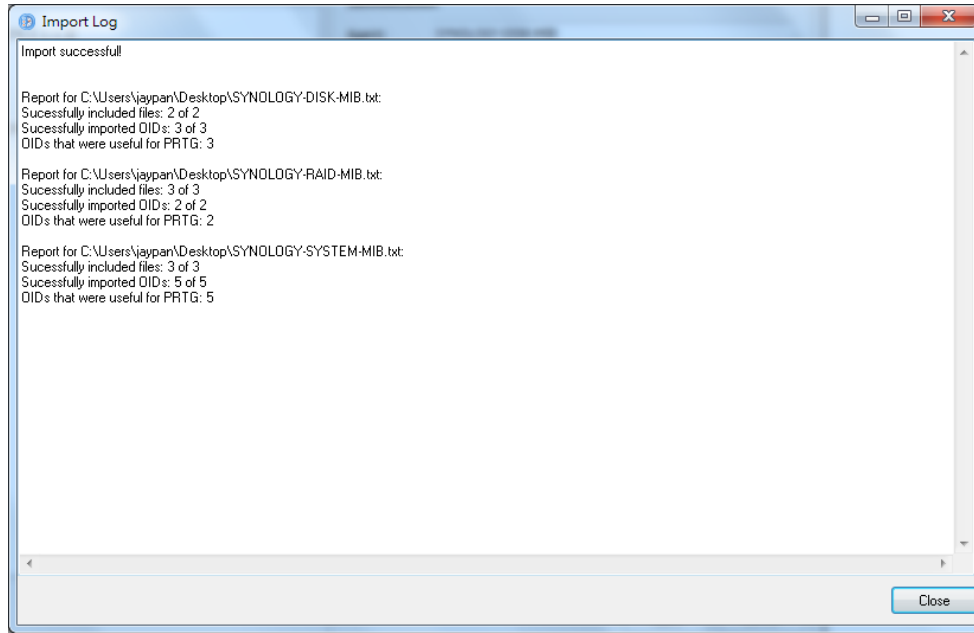 Import Log
Import successful!
Report for C:\Users\jaypan\Desktop\SYNOLOGY-DISK-MIB.txt:
Sucessfully included files: 2 of 2
Sucessfully imported OIDs: 3 of 3
OIDs that were useful for PRTG: 3
Report for C:\Users\jaypan\Desktop\SYNOLOGY-RAID-MIB.txt:
Sucessfully included files: 3 of 3
Sucessfully imported OIDs: 2 of 2
OIDs that were useful for PRTG: 2
Report for C:\Users\jaypan\Desktop\SYNOLOGY-SYSTEM-MIB.txt:
Sucessfully included files: 3 of 3
Sucessfully imported OIDs: 5 of 5
OIDs that were useful for PRTG: 5
Close